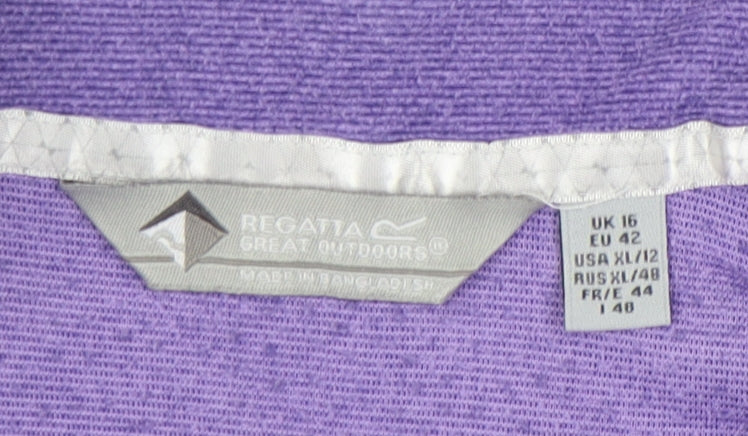 REGATTA
GREAT OUTDOORS®
MADE IN BANGLADESH
UK 16
EU 42
USA XL/12
RUS XL/48
FR/E 44
I 48